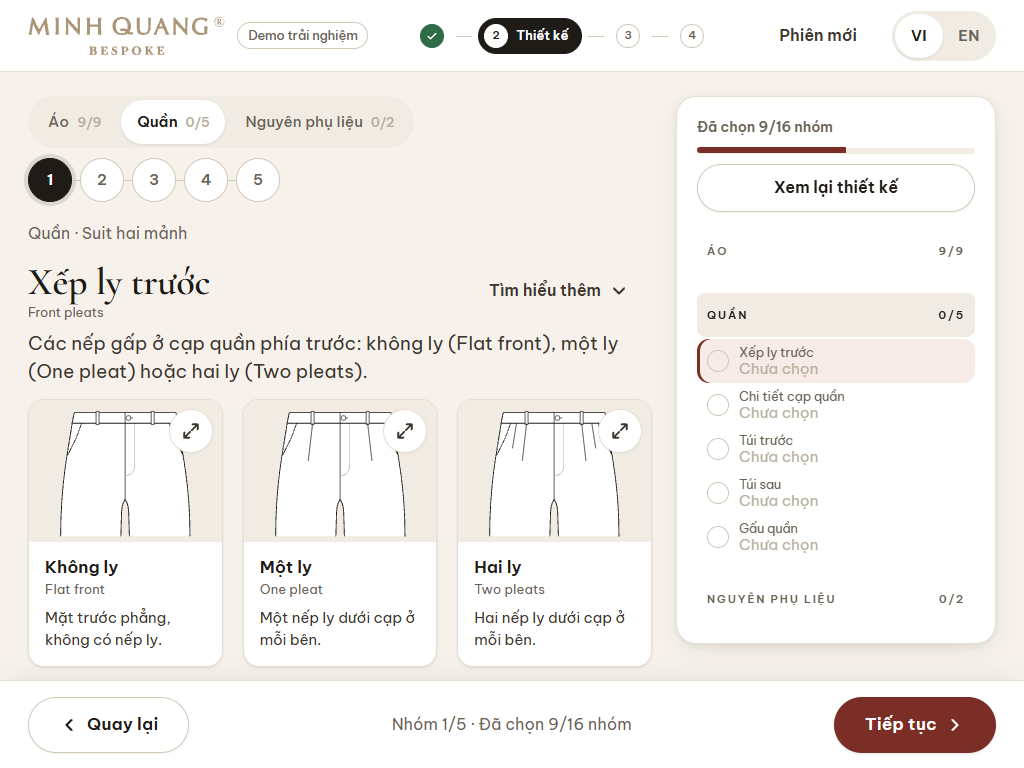 MINH QUANG®
BESPOKE
Demo trải nghiệm
2 Thiết kế
3
4
Phiên mới
VI
EN
Áo 9/9
Quần 0/5
Nguyên phụ liệu 0/2
1
2
3
4
5
Quần · Suit hai mảnh
Xếp ly trước
Front pleats
Tìm hiểu thêm
Các nếp gấp ở cạp quần phía trước: không ly (Flat front), một ly
(One pleat) hoặc hai ly (Two pleats).
Không ly
Flat front
Mặt trước phẳng,
không có nếp ly.
Một ly
One pleat
Một nếp ly dưới cạp ở
mỗi bên.
Hai ly
Two pleats
Hai nếp ly dưới cạp ở
mỗi bên.
Đã chọn 9/16 nhóm
Xem lại thiết kế
ÁO 9/9
QUẦN 0/5
Xếp ly trước
Chưa chọn
Chi tiết cạp quần
Chưa chọn
Túi trước
Chưa chọn
Túi sau
Chưa chọn
Gấu quần
Chưa chọn
NGUYÊN PHỤ LIỆU 0/2
Quay lại
Nhóm 1/5 · Đã chọn 9/16 nhóm
Tiếp tục